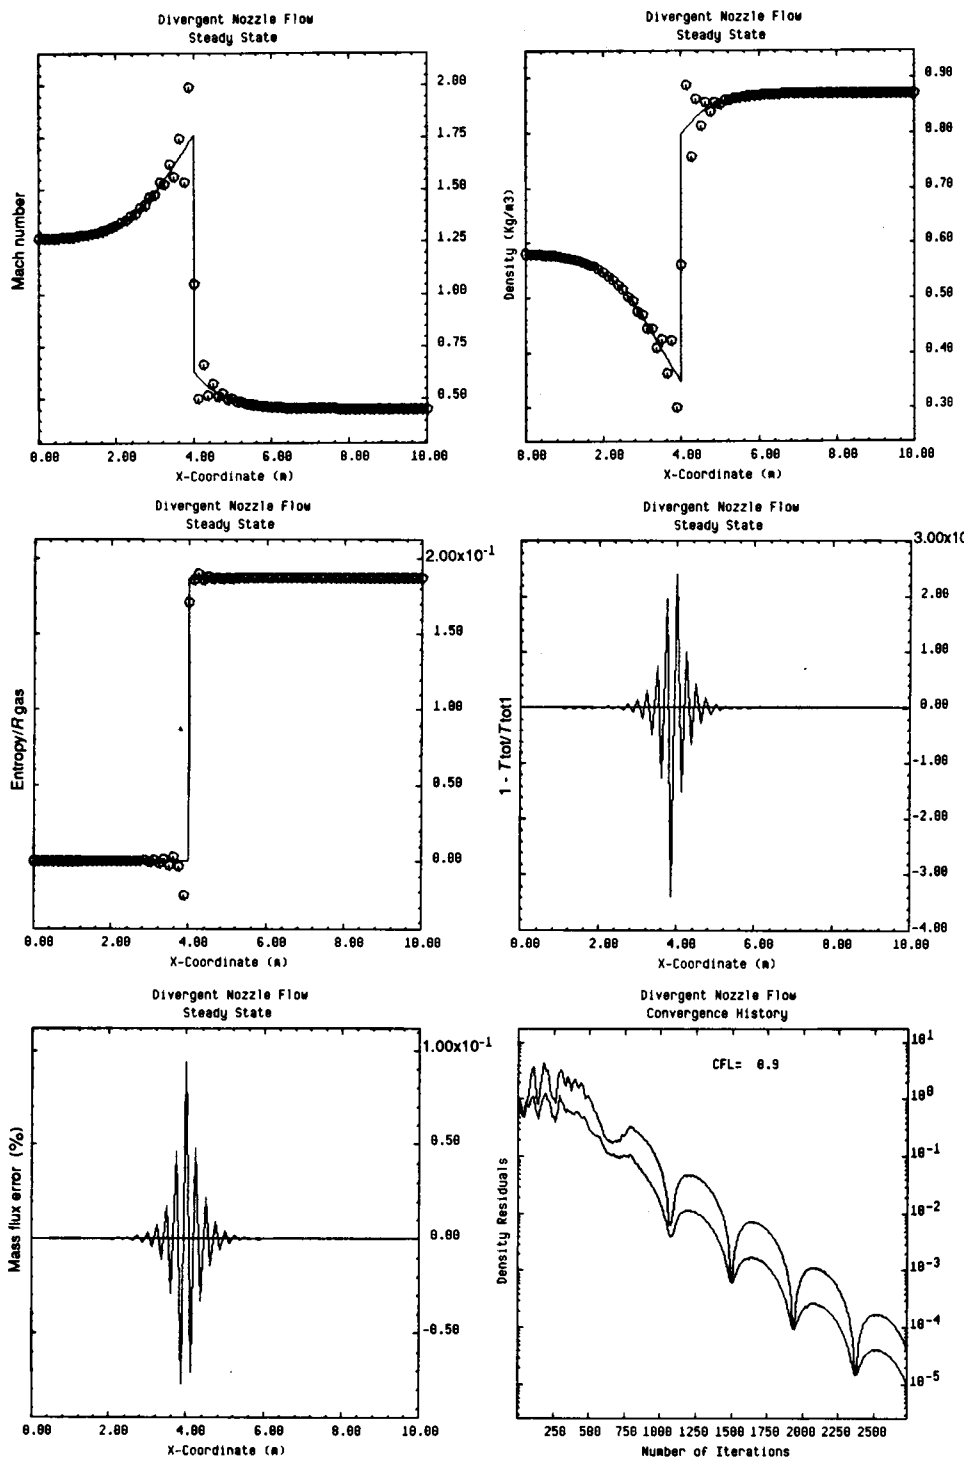 Divergent Nozzle Flow
Steady State
2.00
1.75
1.50
1.25
1.00
0.75
0.50
Mach number
0.00 2.00 4.00 6.00 8.00 10.00
X-Coordinate (m)
Divergent Nozzle Flow
Steady State
0.90
0.80
0.70
0.60
0.50
0.40
0.30
Density (Kg/m3)
0.00 2.00 4.00 6.00 8.00 10.00
X-Coordinate (m)
Divergent Nozzle Flow
Steady State
2.00x10⁻¹
1.50
1.00
0.50
0.00
Entropy/Rgas
0.00 2.00 4.00 6.00 8.00 10.00
X-Coordinate (m)
Divergent Nozzle Flow
Steady State
3.00x10
2.00
1.00
0.00
-1.00
-2.00
-3.00
-4.00
1 - Ttot/Ttot1
0.00 2.00 4.00 6.00 8.00 10.00
X-Coordinate (m)
Divergent Nozzle Flow
Steady State
1.00x10⁻¹
0.50
0.00
-0.50
Mass flux error (%)
0.00 2.00 4.00 6.00 8.00 10.00
X-Coordinate (m)
Divergent Nozzle Flow
Convergence History
CFL= 0.9
10¹
10⁰
10⁻¹
10⁻²
10⁻³
10⁻⁴
10⁻⁵
Density Residuals
250 500 750 1000 1250 1500 1750 2000 2250 2500
Number of Iterations